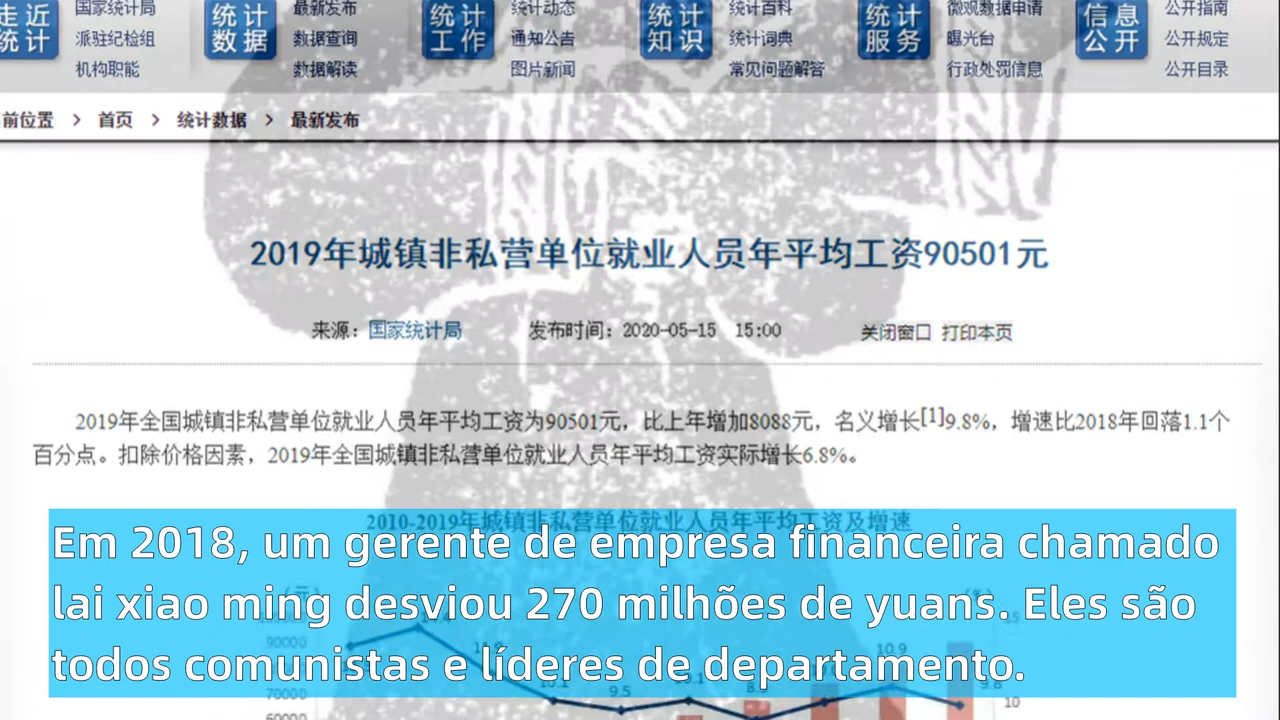 国家统计局 最新发布 统计动态 统计百科 微观数据申请 公开指南
走近 统计 统计 统计 统计 信息
统计 数据 工作 知识 服务 公开
派驻纪检组 数据查询 通知公告 统计词典 曝光台 公开规定
机构职能 数据解读 图片新闻 常见问题解答 行政处罚信息 公开目录
前位置 > 首页 > 统计数据 > 最新发布
2019年城镇非私营单位就业人员年平均工资90501元
来源：国家统计局 发布时间：2020-05-15 15:00 关闭窗口 打印本页
2019年全国城镇非私营单位就业人员年平均工资为90501元，比上年增加8088元，名义增长[1]9.8%，增速比2018年回落1.1个
百分点。扣除价格因素，2019年全国城镇非私营单位就业人员年平均工资实际增长6.8%。
2010-2019年城镇非私营单位就业人员年平均工资及增速
Em 2018, um gerente de empresa financeira chamado
lai xiao ming desviou 270 milhões de yuans. Eles são
todos comunistas e líderes de departamento.
90000 10.9
9.5 9.8
70000 10
60000